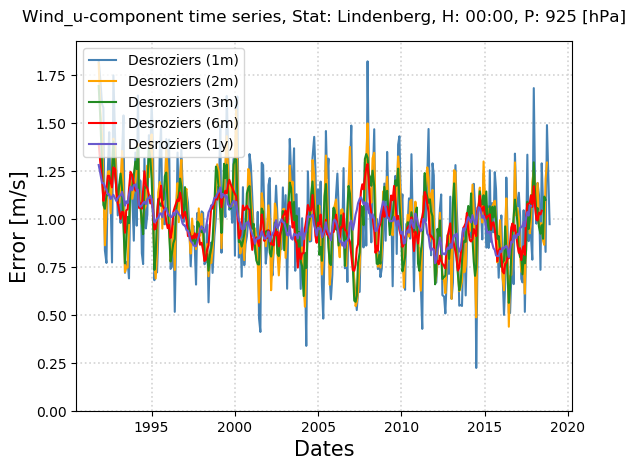 Wind_u-component time series, Stat: Lindenberg, H: 00:00, P: 925 [hPa]
Desroziers (1m)
Desroziers (2m)
Desroziers (3m)
Desroziers (6m)
Desroziers (1y)
Error [m/s]
1.75
1.50
1.25
1.00
0.75
0.50
0.25
0.00
1995 2000 2005 2010 2015 2020
Dates